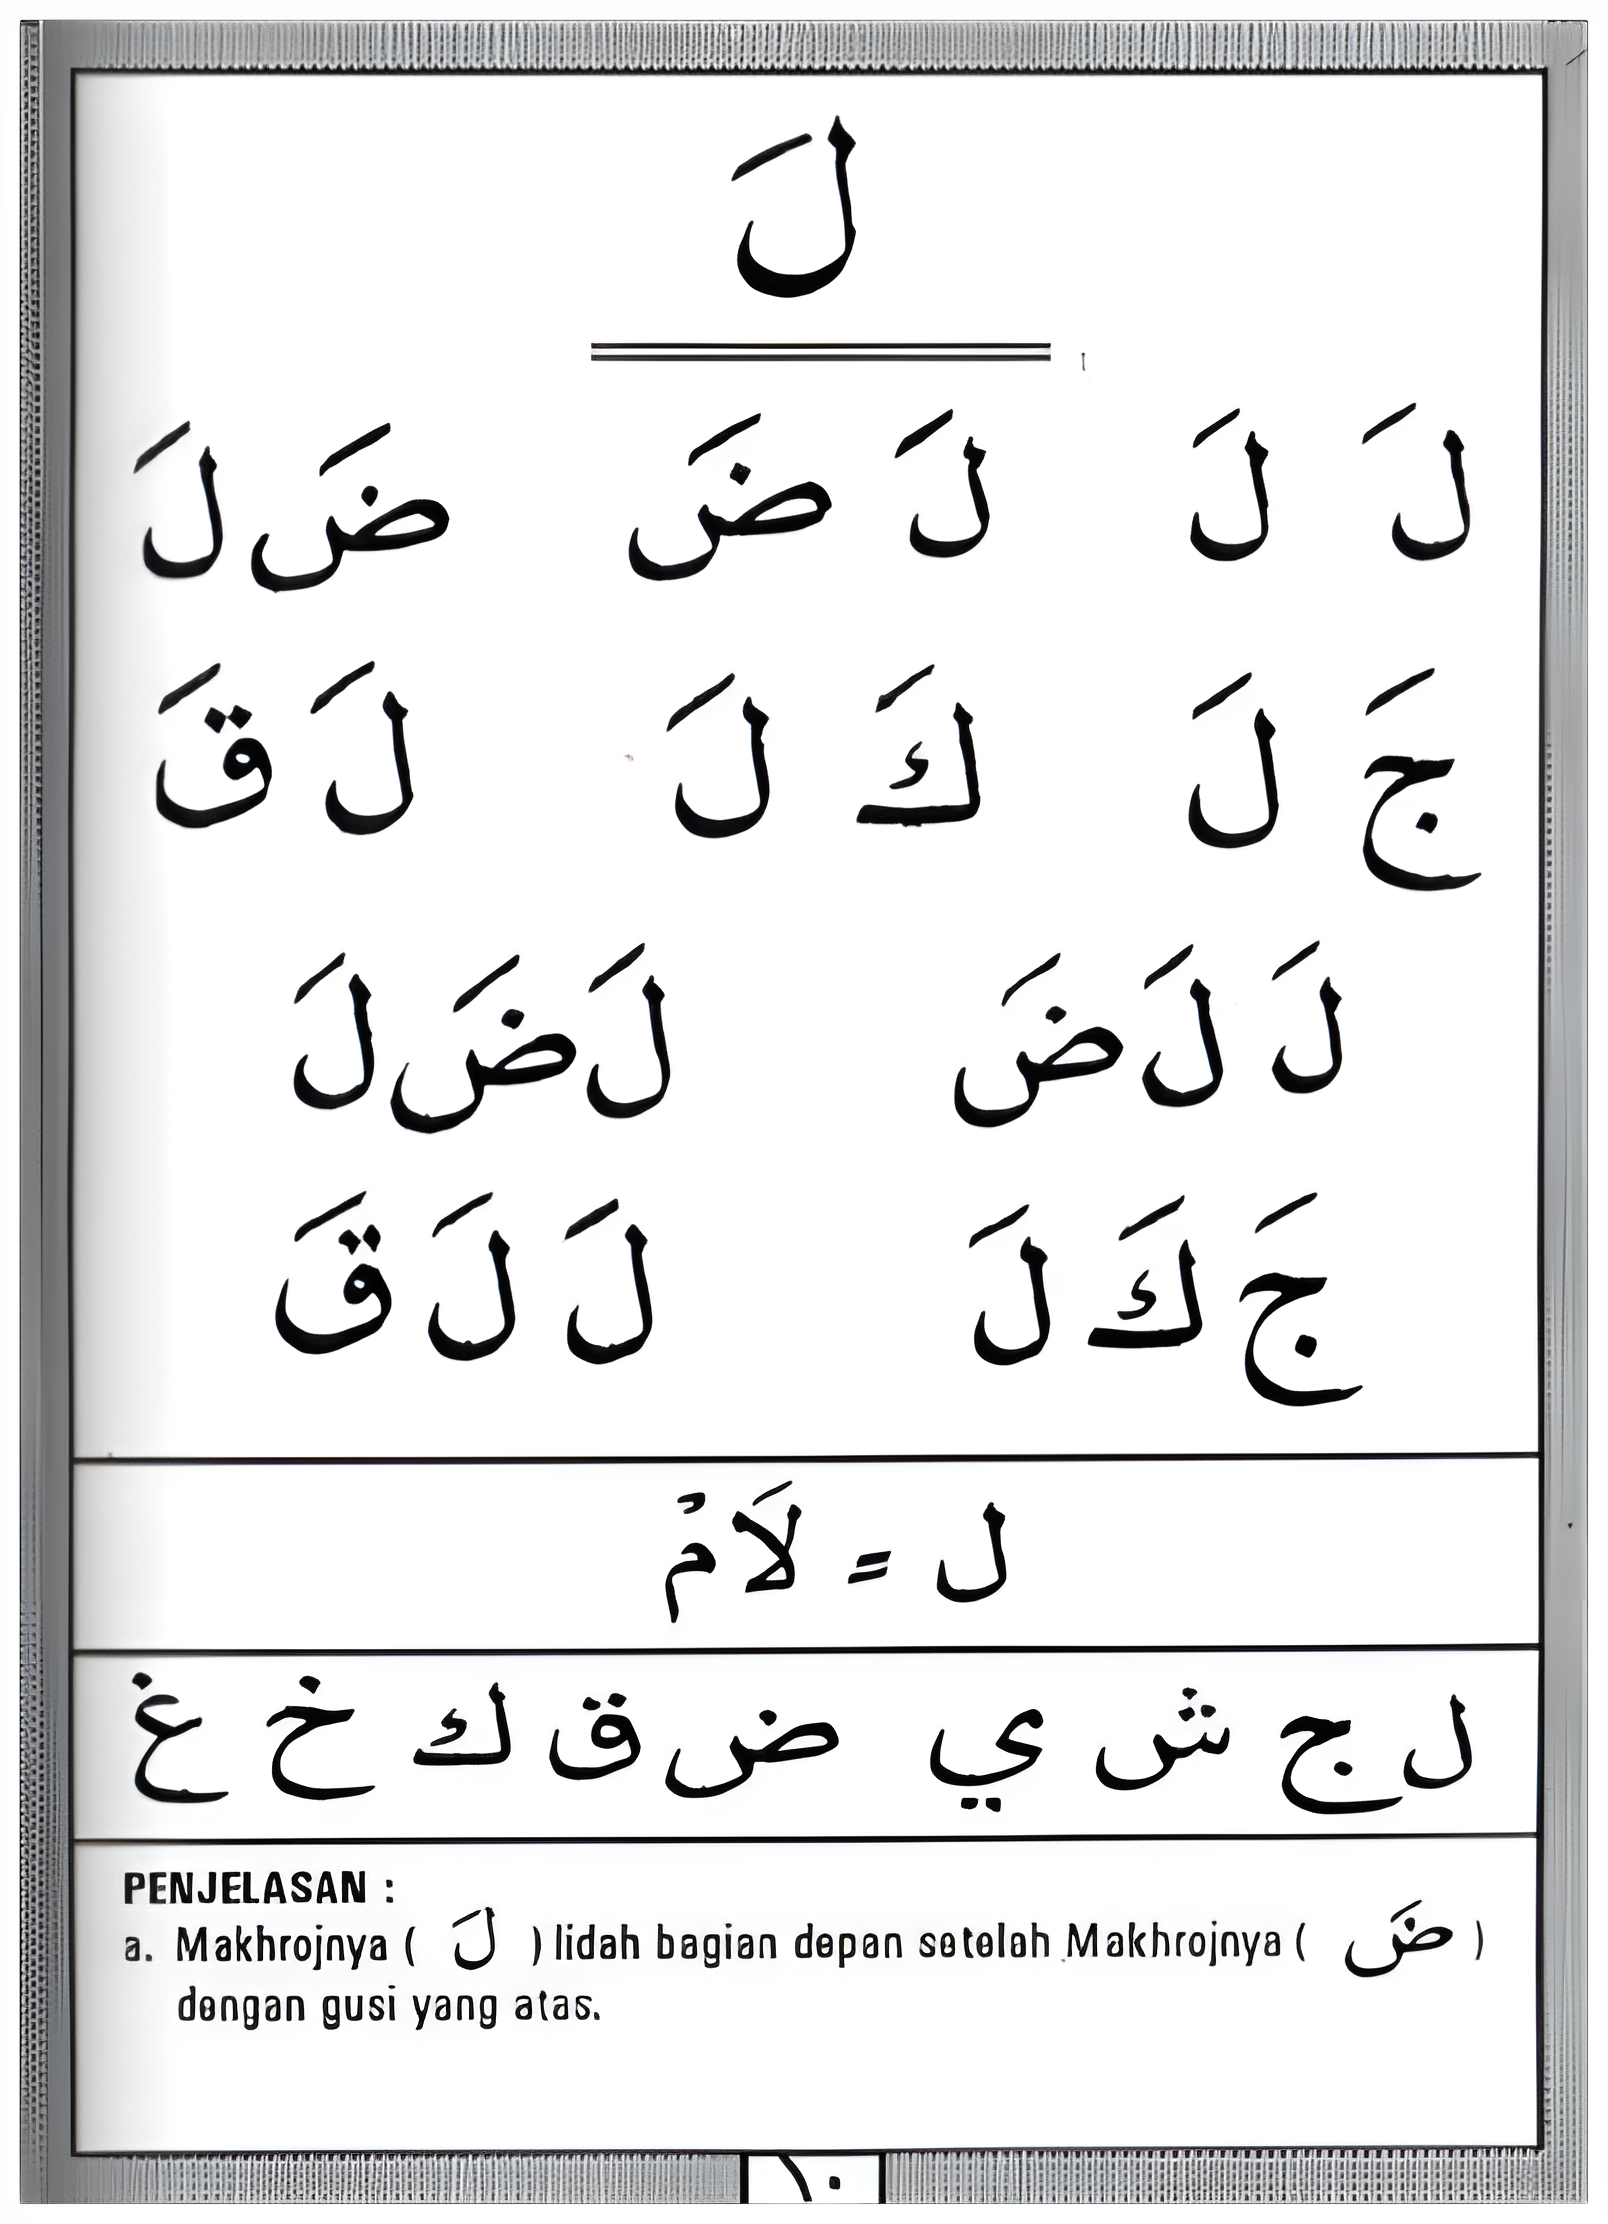 لَ
لَ لَ لَ ضَ ضَ لَ
جَ لَ كَ لَ لَ قَ
لَ لَ ضَ لَ ضَ لَ
جَ كَ لَ لَ لَ قَ
ل = لَامْ
ل ج ش ي ض ق ك خ غ
PENJELASAN :
a. Makhrojnya ( لَ ) lidah bagian depan setelah Makhrojnya ( ضَ )
dengan gusi yang atas.
١٠